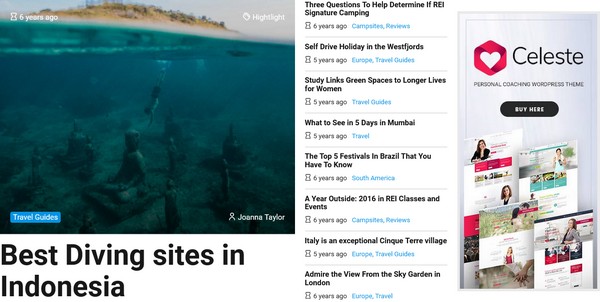 6 years ago
Hightlight
Travel Guides
Joanna Taylor
Best Diving sites in
Indonesia
Three Questions To Help Determine If REI
Signature Camping
6 years ago Campsites, Reviews
Self Drive Holiday in the Westfjords
5 years ago Europe, Travel Guides
Study Links Green Spaces to Longer Lives
for Women
5 years ago Travel Guides
What to See in 5 Days in Mumbai
5 years ago Travel
The Top 5 Festivals In Brazil That You
Have To Know
6 years ago South America
A Year Outside: 2016 in REI Classes and
Events
6 years ago Campsites, Reviews
Italy is an exceptional Cinque Terre village
5 years ago Europe, Travel Guides
Admire the View From the Sky Garden in
London
6 years ago Europe, Travel
Celeste
PERSONAL COACHING WORDPRESS THEME
BUY HERE